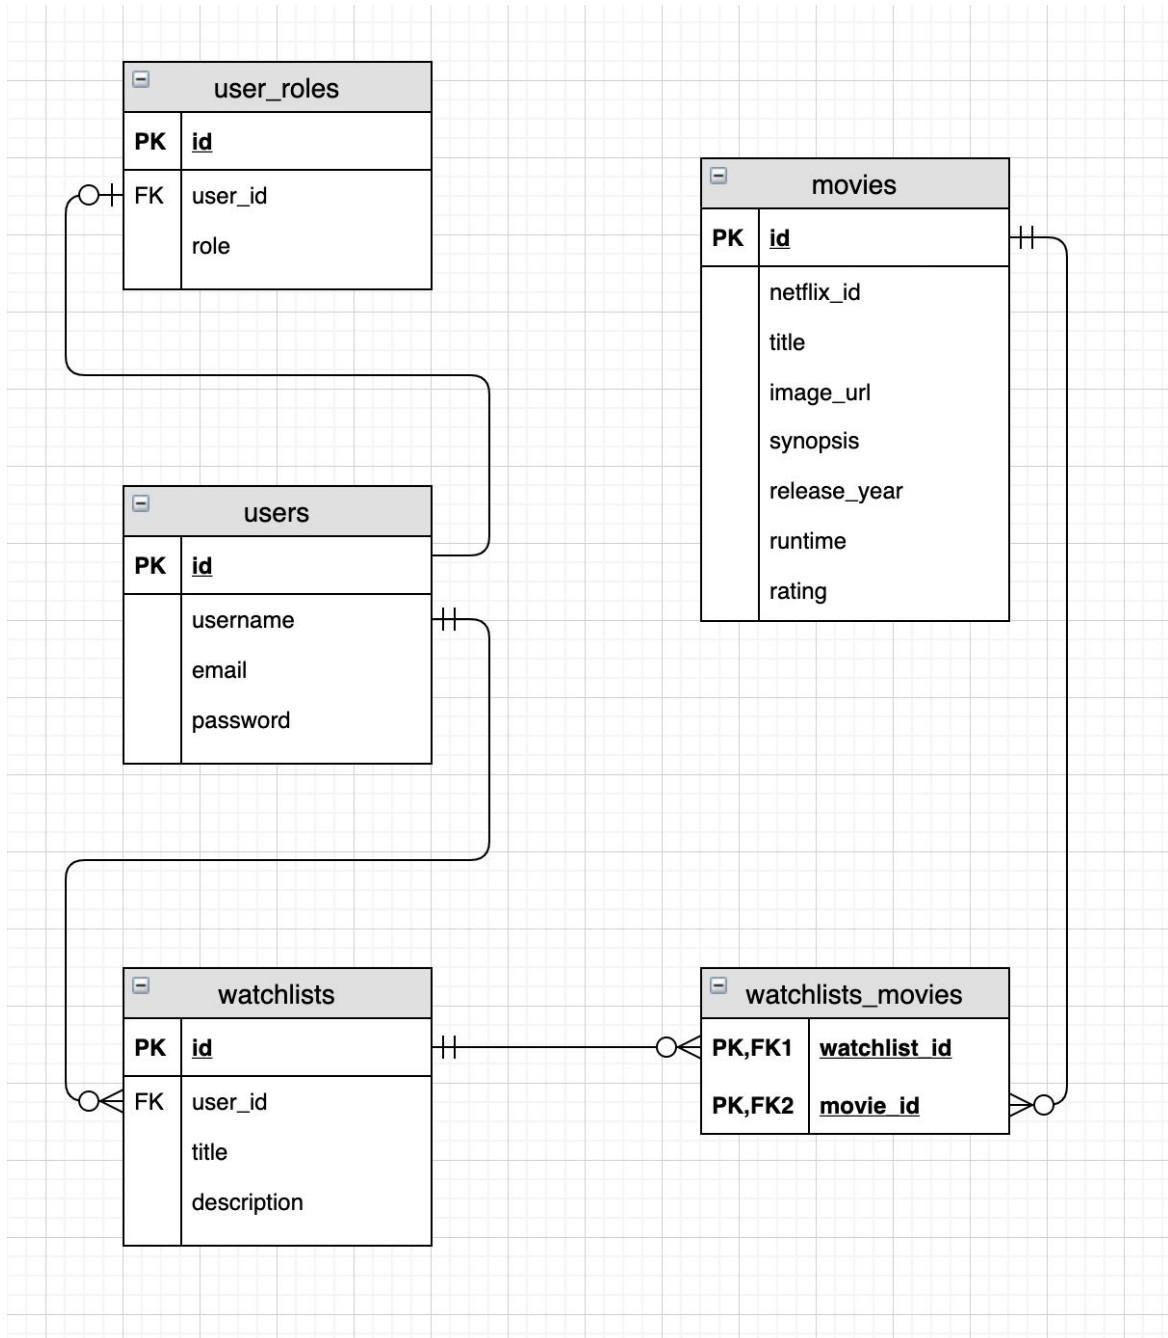 user_roles
PK id
FK user_id
role
movies
PK id
netflix_id
title
image_url
synopsis
release_year
runtime
rating
users
PK id
username
email
password
watchlists
PK id
FK user_id
title
description
watchlists_movies
PK,FK1 watchlist_id
PK,FK2 movie_id